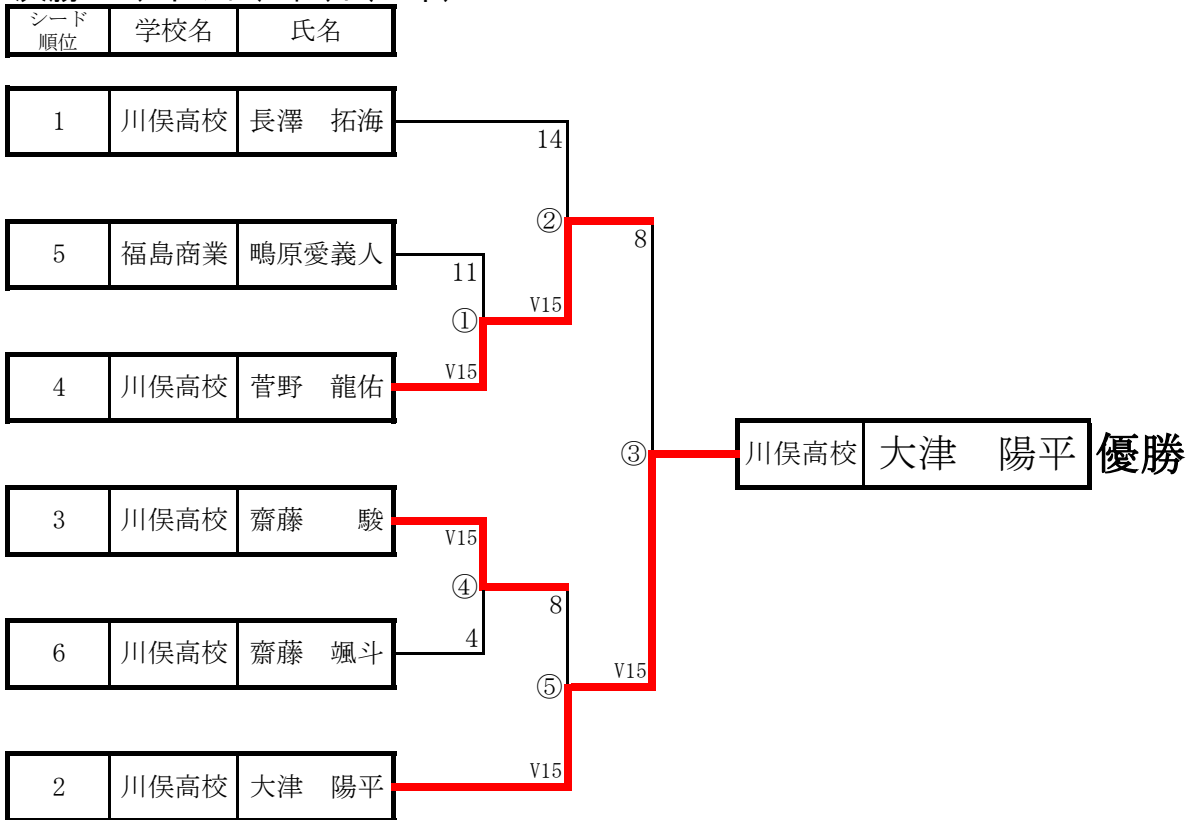 シード順位 学校名 氏名
1 川俣高校 長澤 拓海
14
②
8
5 福島商業 鴫原愛義人
11
V15
①
V15
4 川俣高校 菅野 龍佑
③
川俣高校 大津 陽平 優勝
3 川俣高校 齋藤 駿
V15
④
8
4
6 川俣高校 齋藤 颯斗
V15
⑤
V15
2 川俣高校 大津 陽平